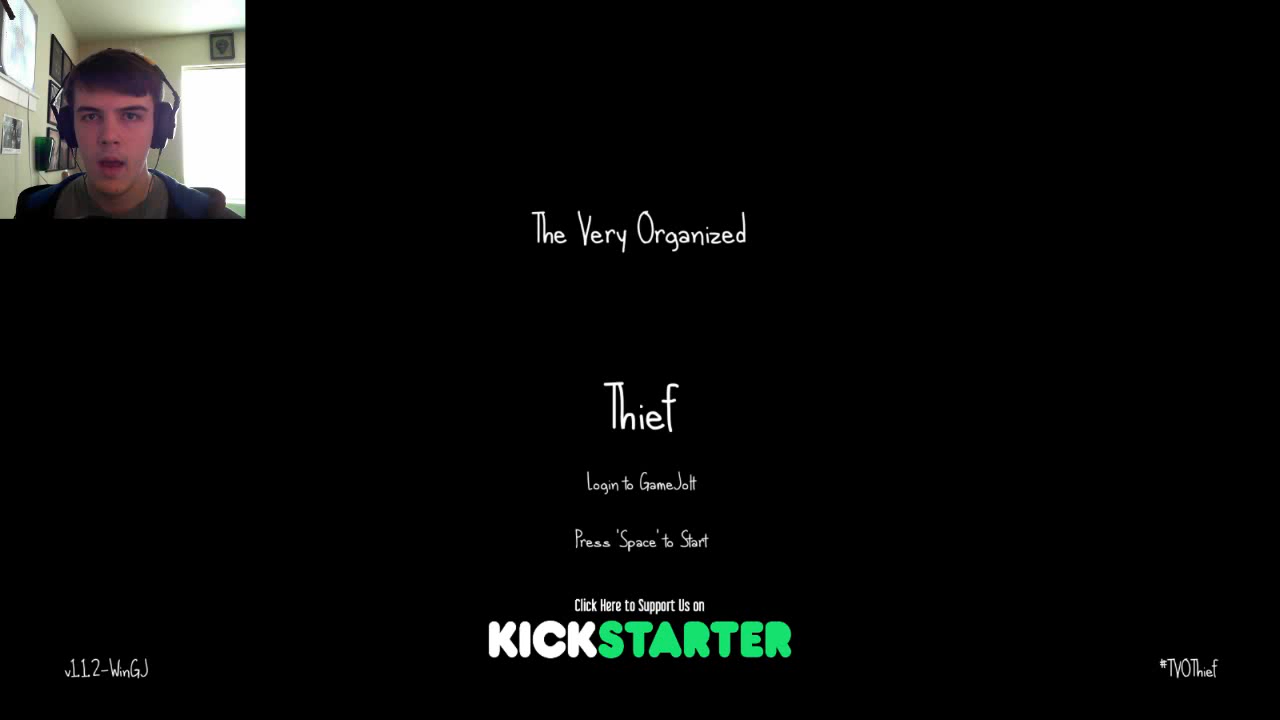 The Very Organized
Thief
Login to GameJolt
Press 'Space' to Start
Click Here to Support Us on
KICKSTARTER
v1.1.2-WinGJ
#TVOThief